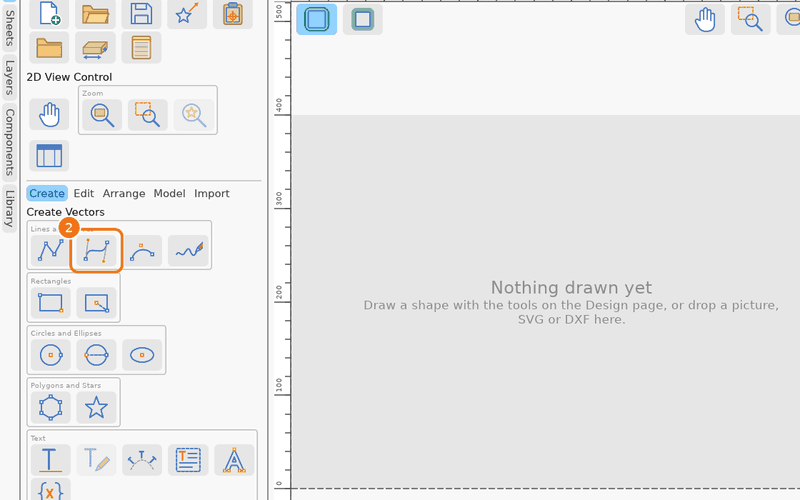 Sheets
Layers
Components
Library
2D View Control
Zoom
Create Edit Arrange Model Import
Create Vectors
2
Lines a
Rectangles
Circles and Ellipses
Polygons and Stars
Text
500
400
300
200
100
0
Nothing drawn yet
Draw a shape with the tools on the Design page, or drop a picture,
SVG or DXF here.